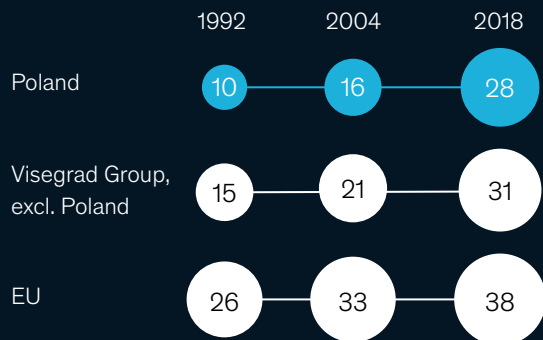 1992 2004 2018
Poland 10 16 28
Visegrad Group,
excl. Poland
15 21 31
EU 26 33 38